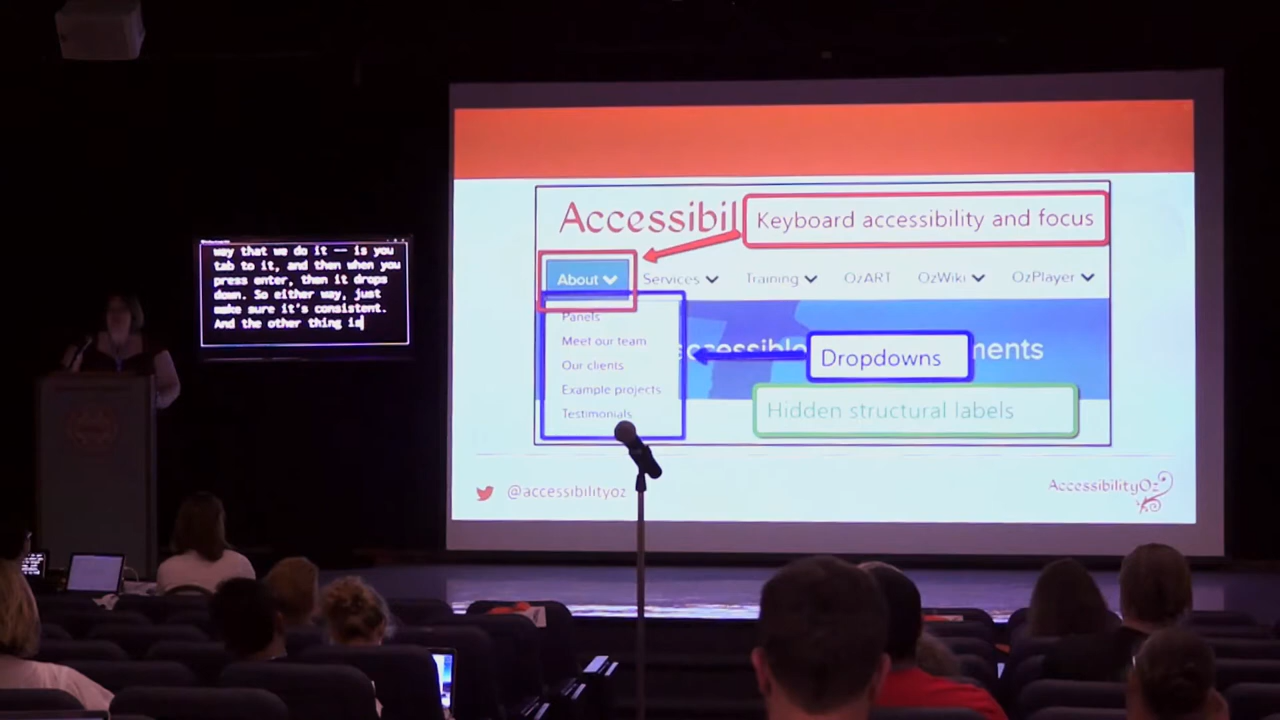 way that we do it -- is you
tab to it, and then when you
press enter, then it drops
down. So either way, just
make sure it's consistent.
And the other thing is
Accessibil
Keyboard accessibility and focus
About
Services
Training
OzART
OzWiki
OzPlayer
Panels
Meet our team
Our clients
Example projects
Testimonials
accessible
ments
Dropdowns
Hidden structural labels
@accessibilityoz
AccessibilityOz